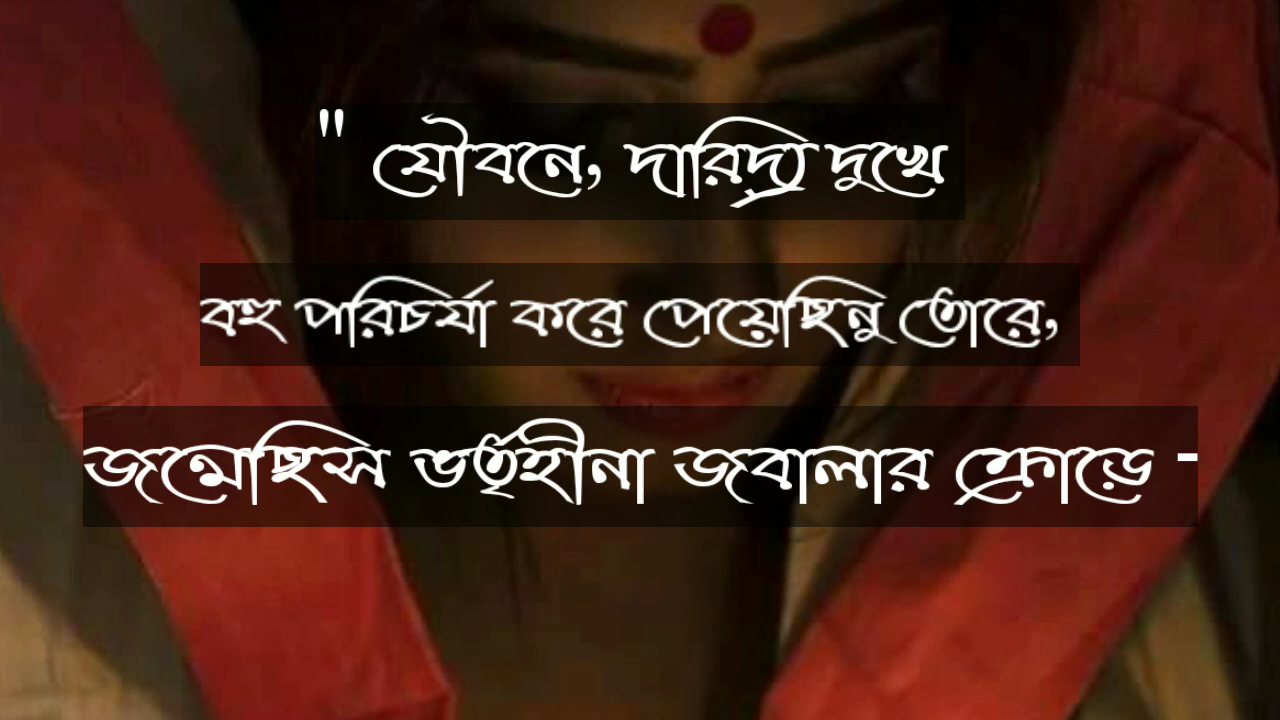 " যৌবনে, দারিদ্র্য দুখে
বহু পরিচর্যা করে পেয়েছিনু তোরে,
জন্মেছিস ভর্তৃহীনা জবালার ক্রোড়ে -